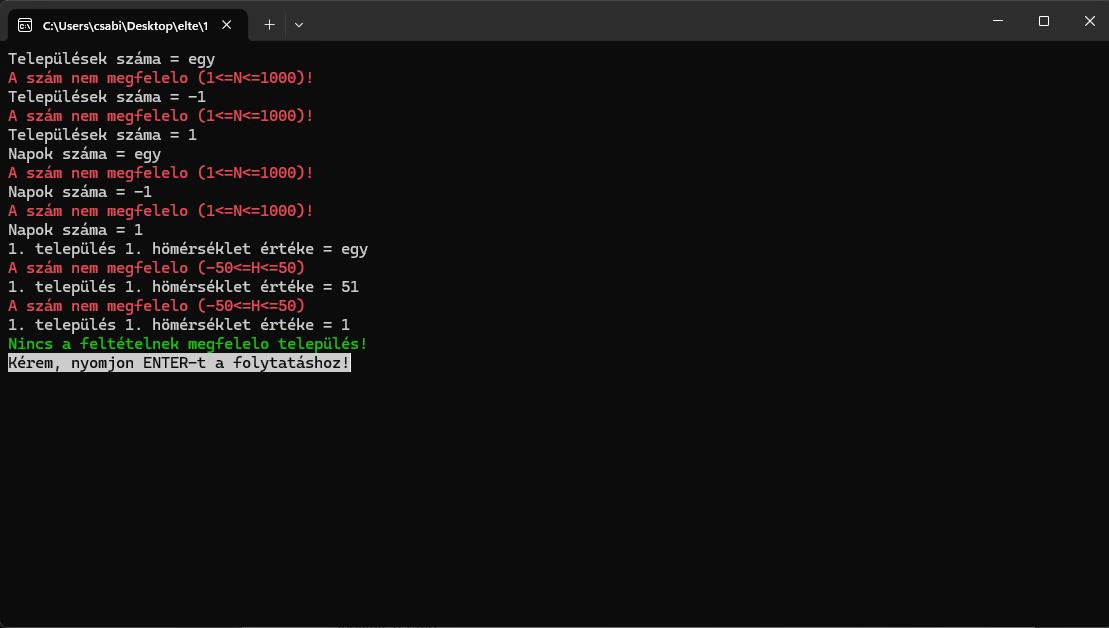 C:\Users\csabi\Desktop\elte\1
Települések száma = egy
A szám nem megfelelo (1<=N<=1000)!
Települések száma = -1
A szám nem megfelelo (1<=N<=1000)!
Települések száma = 1
Napok száma = egy
A szám nem megfelelo (1<=N<=1000)!
Napok száma = -1
A szám nem megfelelo (1<=N<=1000)!
Napok száma = 1
1. település 1. hömérséklet értéke = egy
A szám nem megfelelo (-50<=H<=50)
1. település 1. hömérséklet értéke = 51
A szám nem megfelelo (-50<=H<=50)
1. település 1. hömérséklet értéke = 1
Nincs a feltételnek megfelelo település!
Kérem, nyomjon ENTER-t a folytatáshoz!